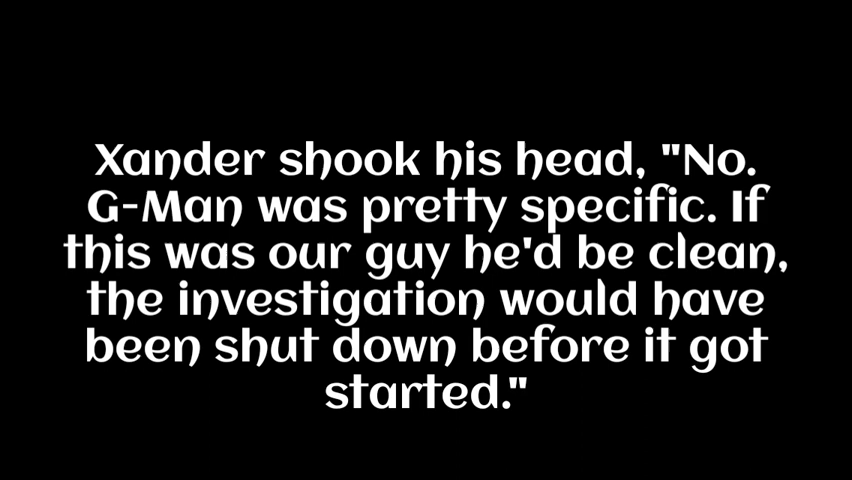 Xander shook his head, "No.
G-Man was pretty specific. If
this was our guy he'd be clean,
the investigation would have
been shut down before it got
started."